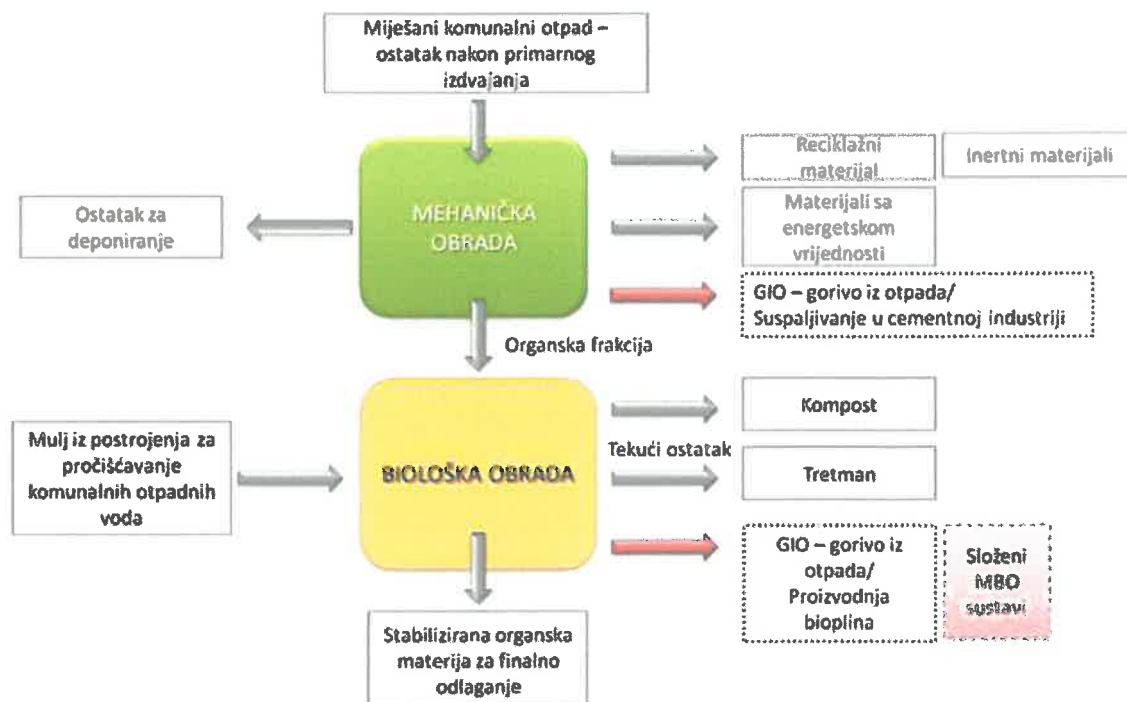 Miješani komunalni otpad –
ostatak nakon primarnog
izdvajanja
Reciklažni
materijal
Inertni materijali
MEHANIČKA
OBRADA
Ostatak za
deponiranje
Materijali sa
energetskom
vrijednosti
GIO – gorivo iz otpada/
Suspaljivanje u cementnoj industriji
Organska frakcija
Kompost
Mulj iz postrojenja za
pročišćavanje
komunalnih otpadnih
voda
BIOLOŠKA OBRADA
Tekući ostatak
Tretman
GIO – gorivo iz
otpada/
Proizvodnja
bioplina
Složeni
MBO
sustavi
Stabilizirana organska
materija za finalno
odlaganje